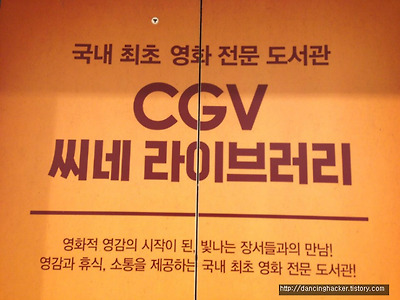 국내 최초 영화 전문 도서관
CGV
씨네 라이브러리
영화적 영감의 시작이 된, 빛나는 장서들과의 만남!
영감과 휴식, 소통을 제공하는 국내 최초 영화 전문 도서관!
http://dancinghacker.tistory.com